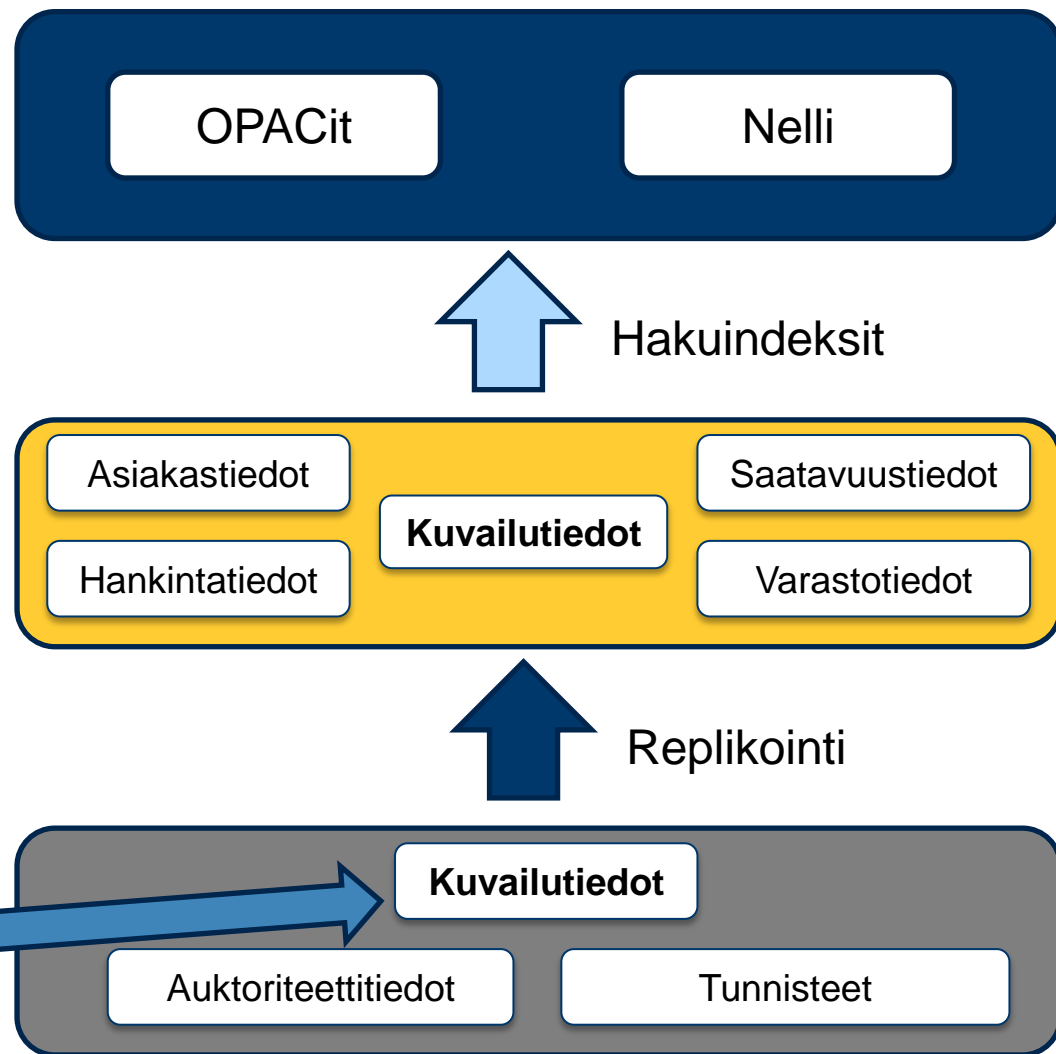 OPACit
Nelli
Hakuindeksit
Asiakastiedot
Saatavuustiedot
Kuvailutiedot
Hankintatiedot
Varastotiedot
Replikointi
Kuvailutiedot
Auktoriteettitiedot
Tunnisteet